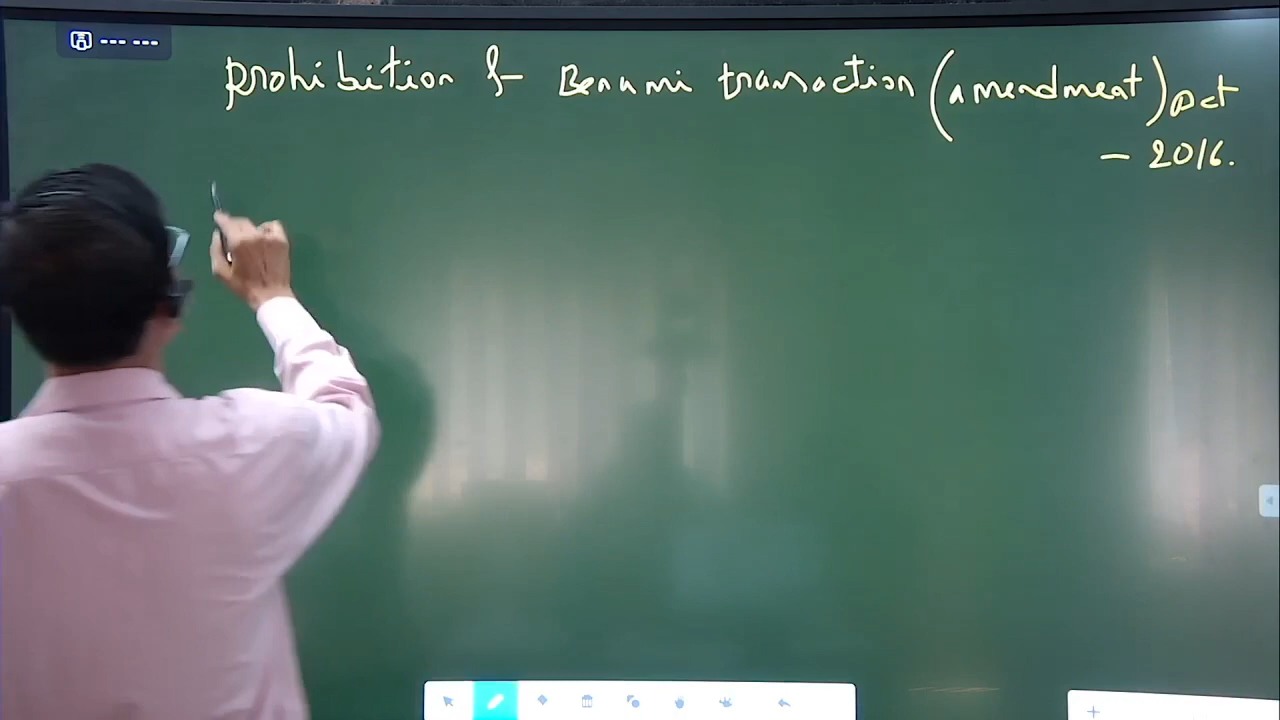 Prohibition of Benami transaction (amendment) Act
- 2016.